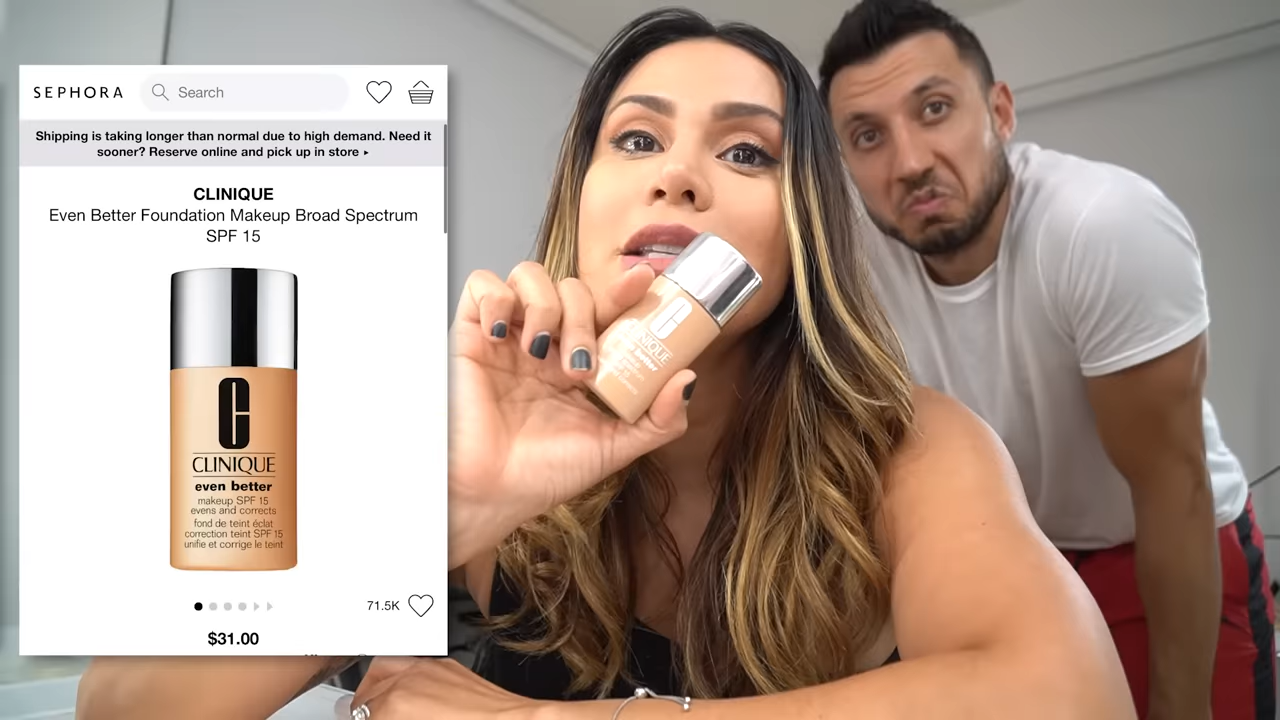 SEPHORA
Search
Shipping is taking longer than normal due to high demand. Need it
sooner? Reserve online and pick up in store ▸
CLINIQUE
Even Better Foundation Makeup Broad Spectrum
SPF 15
C
CLINIQUE
even better
makeup SPF 15
evens and corrects
fond de teint éclat
correction teint SPF 15
unifie et corrige le teint
71.5K
$31.00
C
CLINIQUE
even better